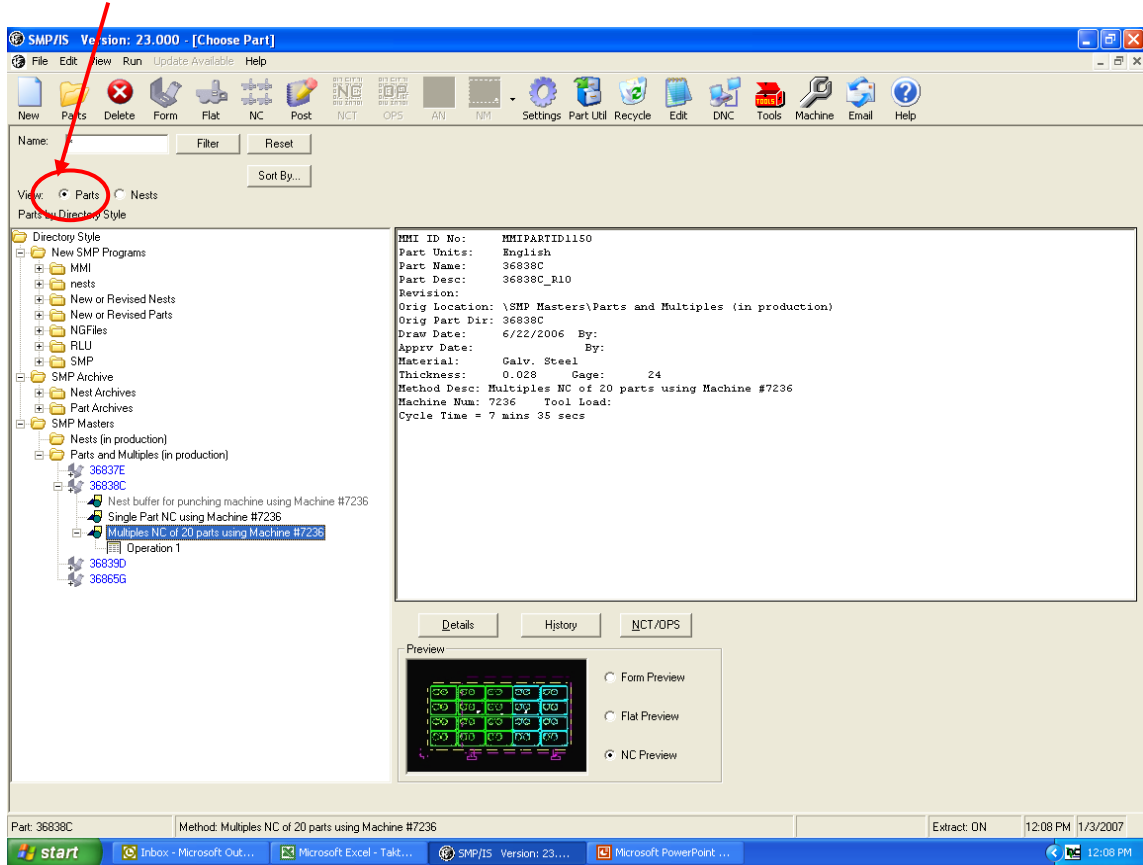 SMP/IS Version: 23.000 - [Choose Part]
File Edit View Run Update Available Help
New Parts Delete Form Flat NC Post NCT OPS AN NM Settings Part Util Recycle Edit DNC Tools Machine Email Help
Name: Filter Reset
Sort By...
View: Parts Nests
Parts by Directory Style
Directory Style
New SMP Programs
MMI
nests
New or Revised Nests
New or Revised Parts
NGFiles
RLU
SMP
SMP Archive
Nest Archives
Part Archives
SMP Masters
Nests (in production)
Parts and Multiples (in production)
36837E
36838C
Nest buffer for punching machine using Machine #7236
Single Part NC using Machine #7236
Multiples NC of 20 parts using Machine #7236
Operation 1
36839D
36865G
MMI ID No: MMIPARTID1150
Part Units: English
Part Name: 36838C
Part Desc: 36838C_R10
Revision:
Orig Location: \SMP Masters\Parts and Multiples (in production)
Orig Part Dir: 36838C
Draw Date: 6/22/2006 By:
Apprv Date: By:
Material: Galv. Steel
Thickness: 0.028 Gage: 24
Method Desc: Multiples NC of 20 parts using Machine #7236
Machine Num: 7236 Tool Load:
Cycle Time = 7 mins 35 secs
Details History NCT/OPS
Preview
Form Preview
Flat Preview
NC Preview
Part: 36838C Method: Multiples NC of 20 parts using Machine #7236 Extract: ON 12:08 PM 1/3/2007
start Inbox - Microsoft Out... Microsoft Excel - Takt... SMP/IS Version: 23.... Microsoft PowerPoint ... 12:08 PM